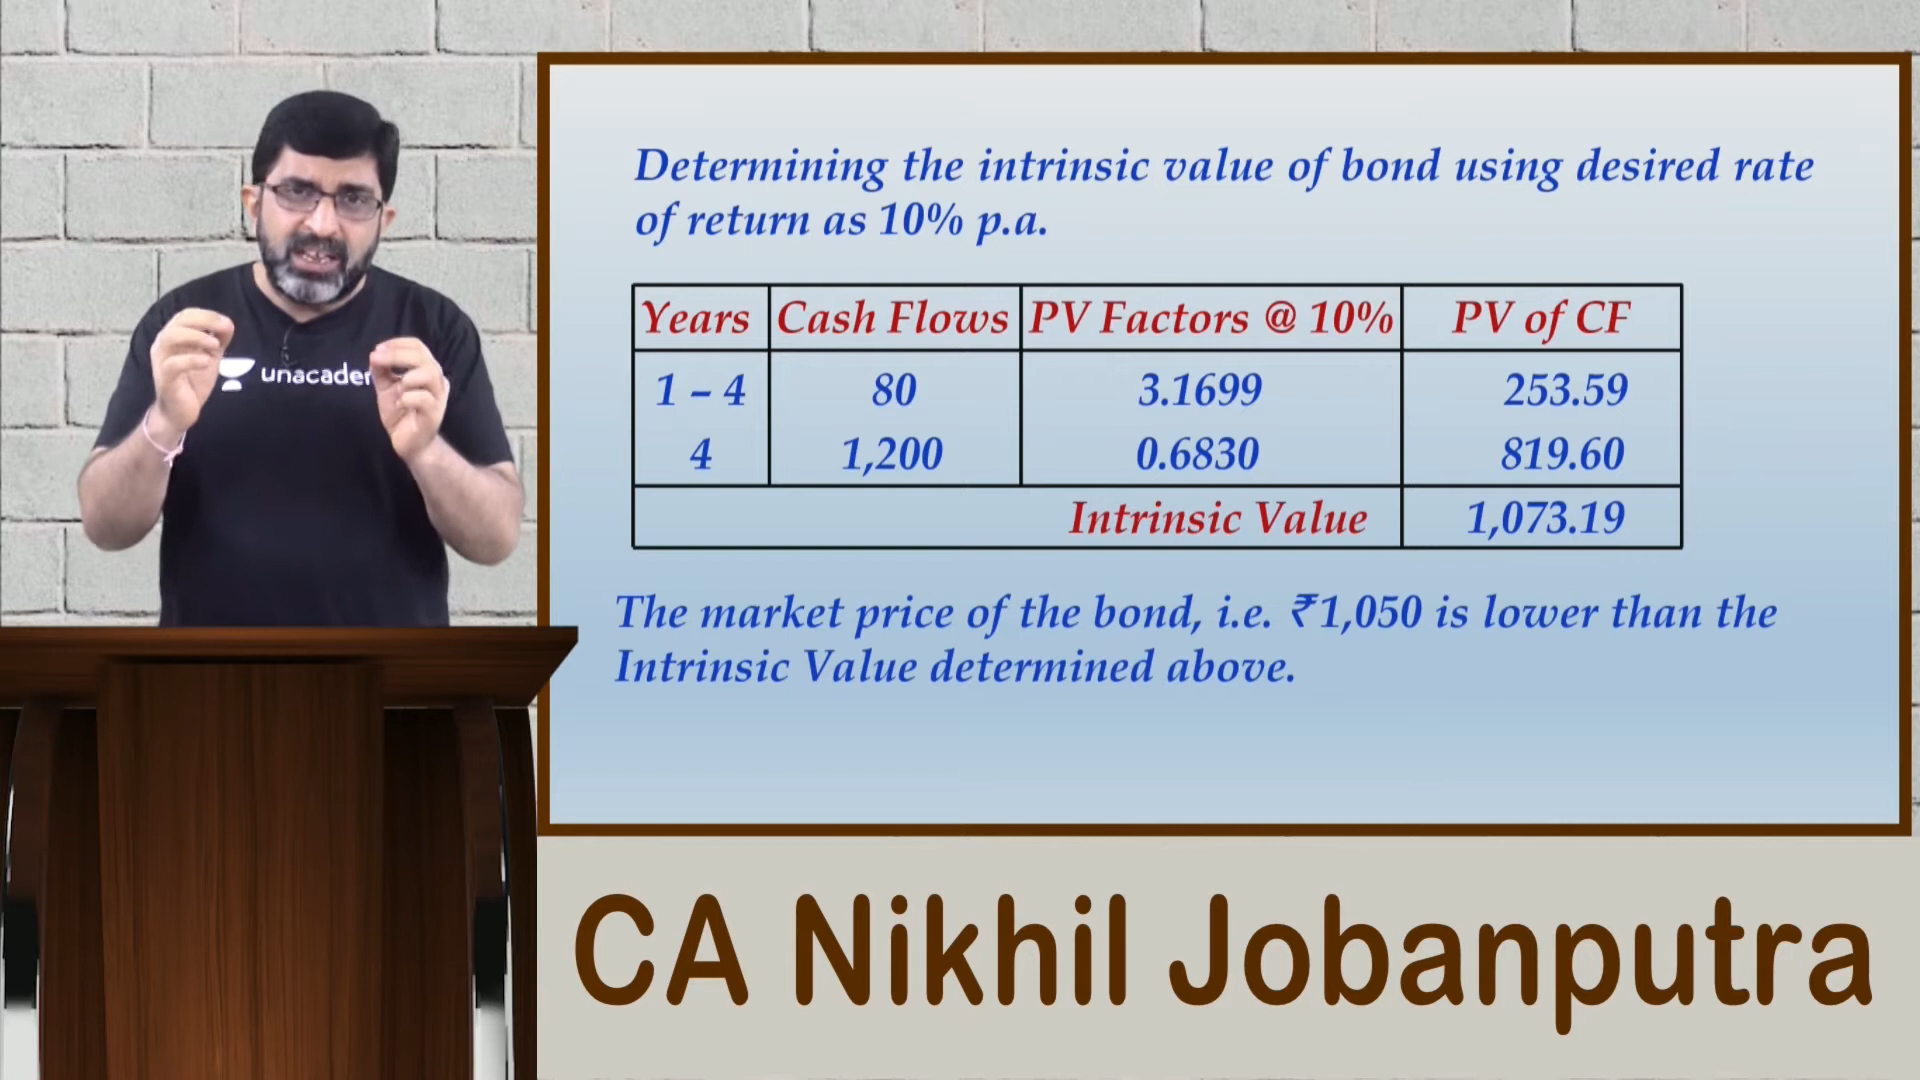 Determining the intrinsic value of bond using desired rate
of return as 10% p.a.
Years Cash Flows PV Factors @ 10% PV of CF
1 – 4 80 3.1699 253.59
4 1,200 0.6830 819.60
Intrinsic Value 1,073.19
The market price of the bond, i.e. ₹1,050 is lower than the
Intrinsic Value determined above.
unacade
CA Nikhil Jobanputra